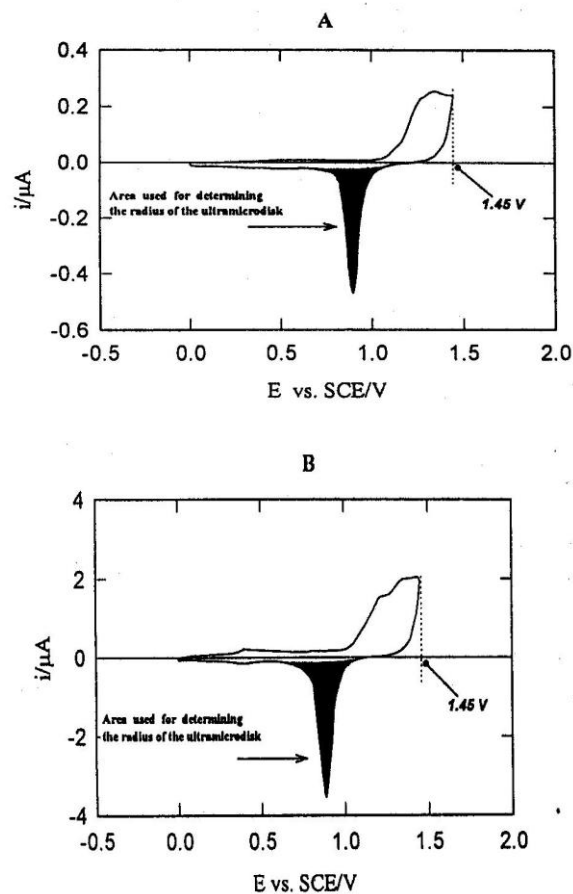 A
0.4
0.2
0.0
-0.2
-0.4
-0.6
i/μA
Area used for determining
the radius of the ultramicrodisk
1.45 V
-0.5 0.0 0.5 1.0 1.5 2.0
E vs. SCE/V
B
4
2
0
-2
-4
i/μA
Area used for determining
the radius of the ultramicrodisk
1.45 V
-0.5 0.0 0.5 1.0 1.5 2.0
E vs. SCE/V